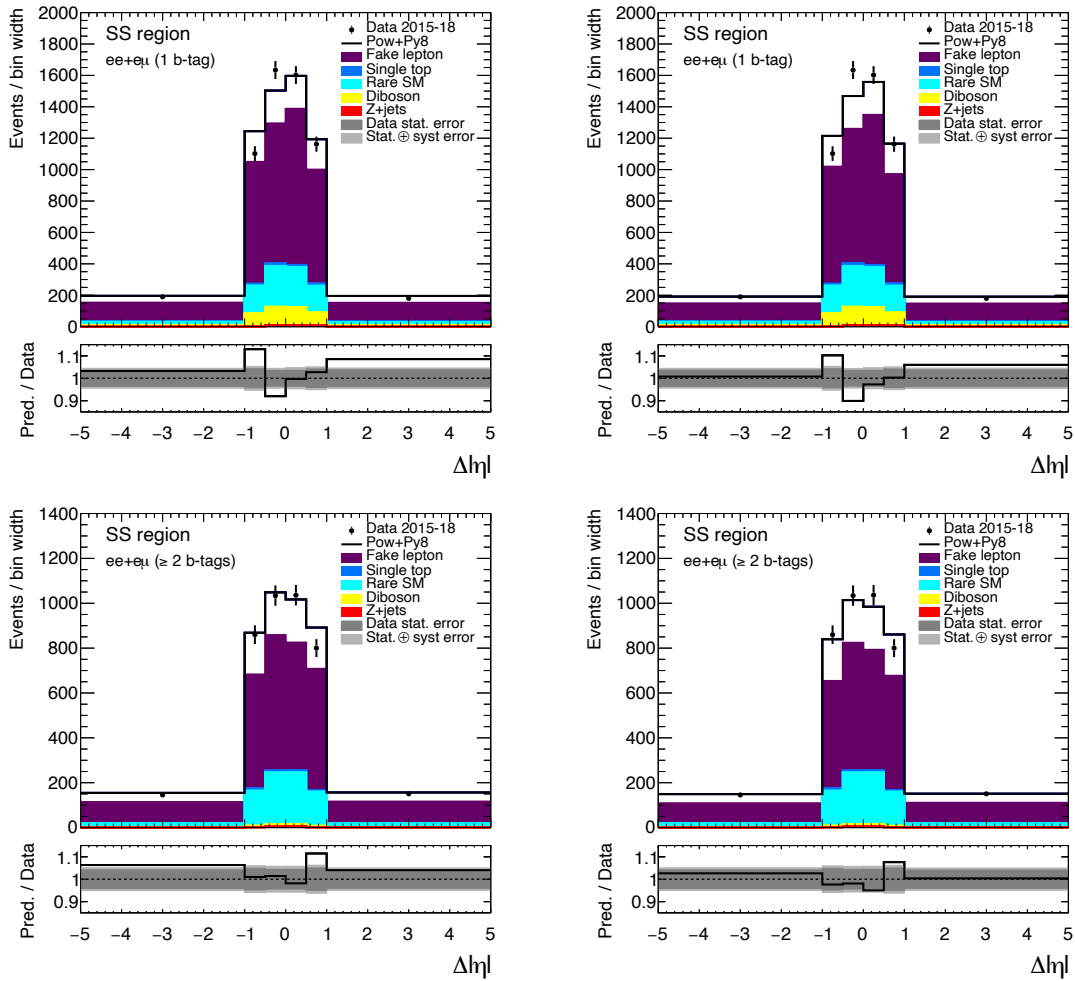 2000
1800
1600
1400
1200
1000
800
600
400
200
0
Events / bin width
SS region
ee+eμ (1 b-tag)
Data 2015-18
Pow+Py8
Fake lepton
Single top
Rare SM
Diboson
Z+jets
Data stat. error
Stat.⊕ syst error
1.1
1
0.9
Pred. / Data
−5 −4 −3 −2 −1 0 1 2 3 4 5
Δ|η|
2000
1800
1600
1400
1200
1000
800
600
400
200
0
Events / bin width
SS region
ee+eμ (1 b-tag)
Data 2015-18
Pow+Py8
Fake lepton
Single top
Rare SM
Diboson
Z+jets
Data stat. error
Stat.⊕ syst error
1.1
1
0.9
Pred. / Data
−5 −4 −3 −2 −1 0 1 2 3 4 5
Δ|η|
1400
1200
1000
800
600
400
200
0
Events / bin width
SS region
ee+eμ (≥ 2 b-tags)
Data 2015-18
Pow+Py8
Fake lepton
Single top
Rare SM
Diboson
Z+jets
Data stat. error
Stat.⊕ syst error
1.1
1
0.9
Pred. / Data
−5 −4 −3 −2 −1 0 1 2 3 4 5
Δ|η|
1400
1200
1000
800
600
400
200
0
Events / bin width
SS region
ee+eμ (≥ 2 b-tags)
Data 2015-18
Pow+Py8
Fake lepton
Single top
Rare SM
Diboson
Z+jets
Data stat. error
Stat.⊕ syst error
1.1
1
0.9
Pred. / Data
−5 −4 −3 −2 −1 0 1 2 3 4 5
Δ|η|